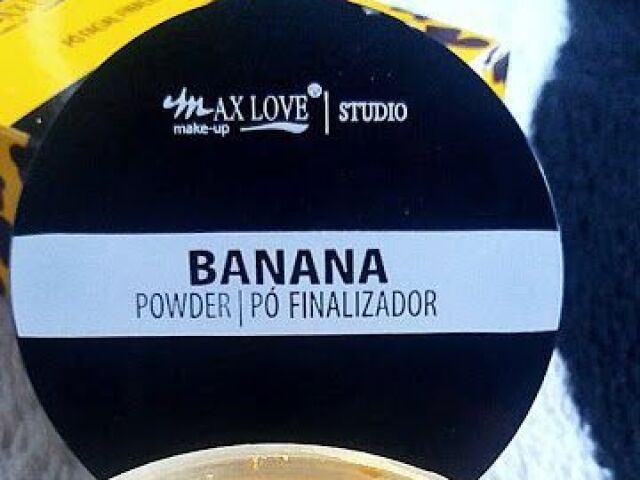 MAX LOVE® | STUDIO
make-up
BANANA
POWDER | PÓ FINALIZADOR